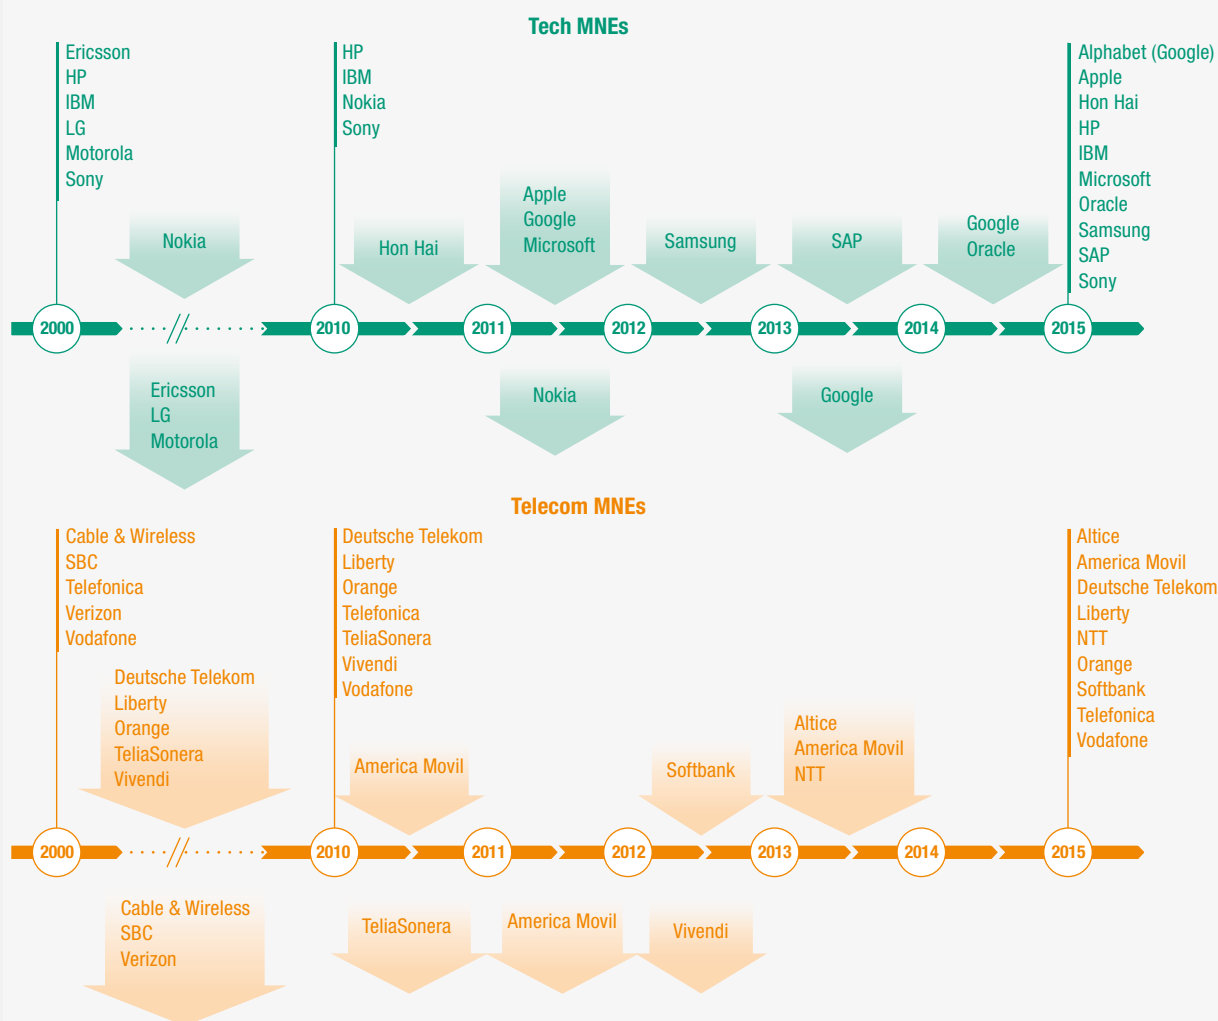 Tech MNEs
Ericsson
HP
IBM
LG
Motorola
Sony
HP
IBM
Nokia
Sony
Alphabet (Google)
Apple
Hon Hai
HP
IBM
Microsoft
Oracle
Samsung
SAP
Sony
Nokia
Hon Hai
Apple
Google
Microsoft
Samsung
SAP
Google
Oracle
2000
2010
2011
2012
2013
2014
2015
Ericsson
LG
Motorola
Nokia
Google
Telecom MNEs
Cable & Wireless
SBC
Telefonica
Verizon
Vodafone
Deutsche Telekom
Liberty
Orange
Telefonica
TeliaSonera
Vivendi
Vodafone
Altice
America Movil
Deutsche Telekom
Liberty
NTT
Orange
Softbank
Telefonica
Vodafone
Deutsche Telekom
Liberty
Orange
TeliaSonera
Vivendi
America Movil
Softbank
Altice
America Movil
NTT
2000
2010
2011
2012
2013
2014
2015
Cable & Wireless
SBC
Verizon
TeliaSonera
America Movil
Vivendi